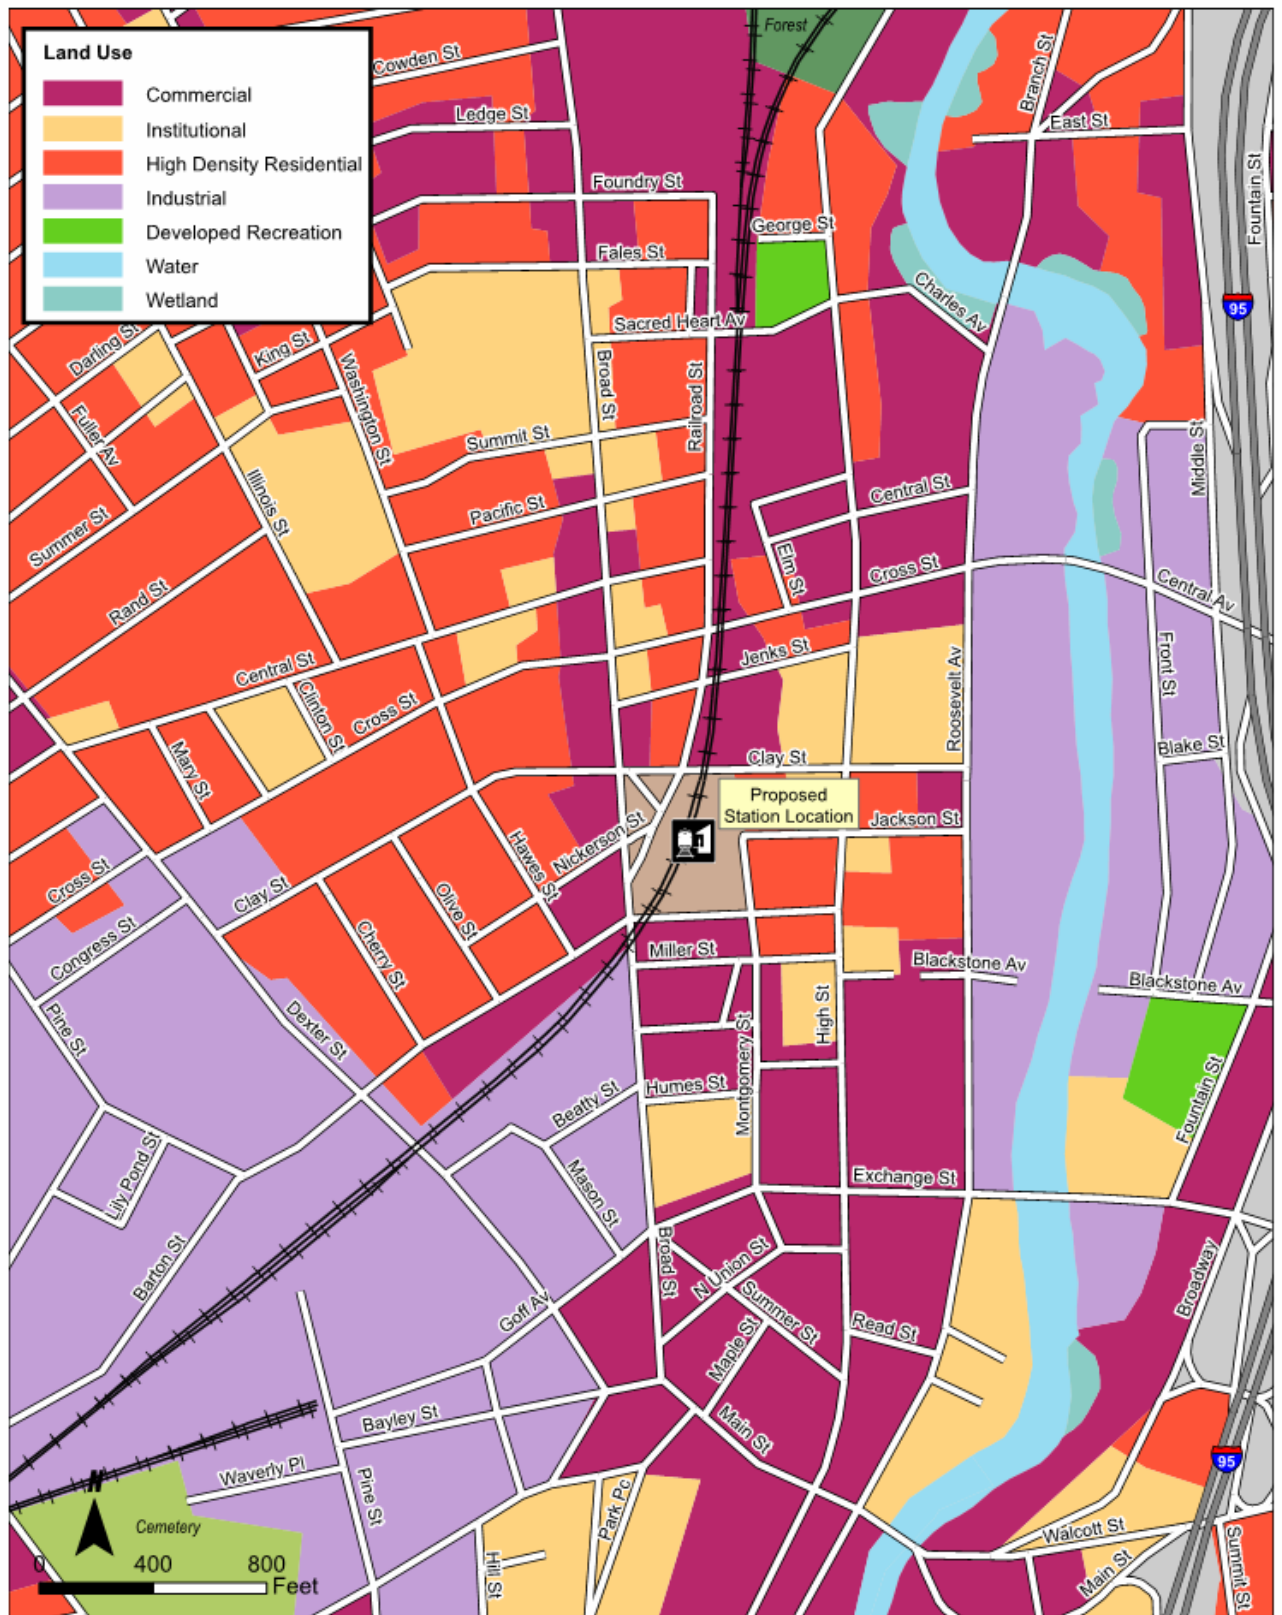 Forest
Land Use
Commercial
Institutional
High Density Residential
Industrial
Developed Recreation
Water
Wetland
Cowden St
Ledge St
Branch St
East St
Fountain St
Foundry St
George St
Fales St
Charles Av
95
Sacred Heart Av
Darling St
King St
Washington St
Broad St
Railroad St
Fuller Av
Summit St
Middle St
Illinois St
Central St
Pacific St
Summer St
Elm St
Cross St
Rand St
Central Av
Jenks St
Front St
Central St
Roosevelt Av
Clinton St
Cross St
Mary St
Blake St
Clay St
Proposed
Station Location
Jackson St
Nickerson St
Hawes St
Cross St
Clay St
Olive St
Congress St
Cherry St
Miller St
Blackstone Av
Blackstone Av
Pine St
Dexter St
High St
Montgomery St
Humes St
Beatty St
Fountain St
Lily Pond St
Mason St
Exchange St
Barton St
Broad St
N Union St
Broadway
Goff Av
Summer St
Read St
Maple St
Bayley St
Main St
95
Waverly Pl
Pine St
Park Pc
N
Cemetery
Walcott St
Hill St
Main St
Summit St
0 400 800
Feet